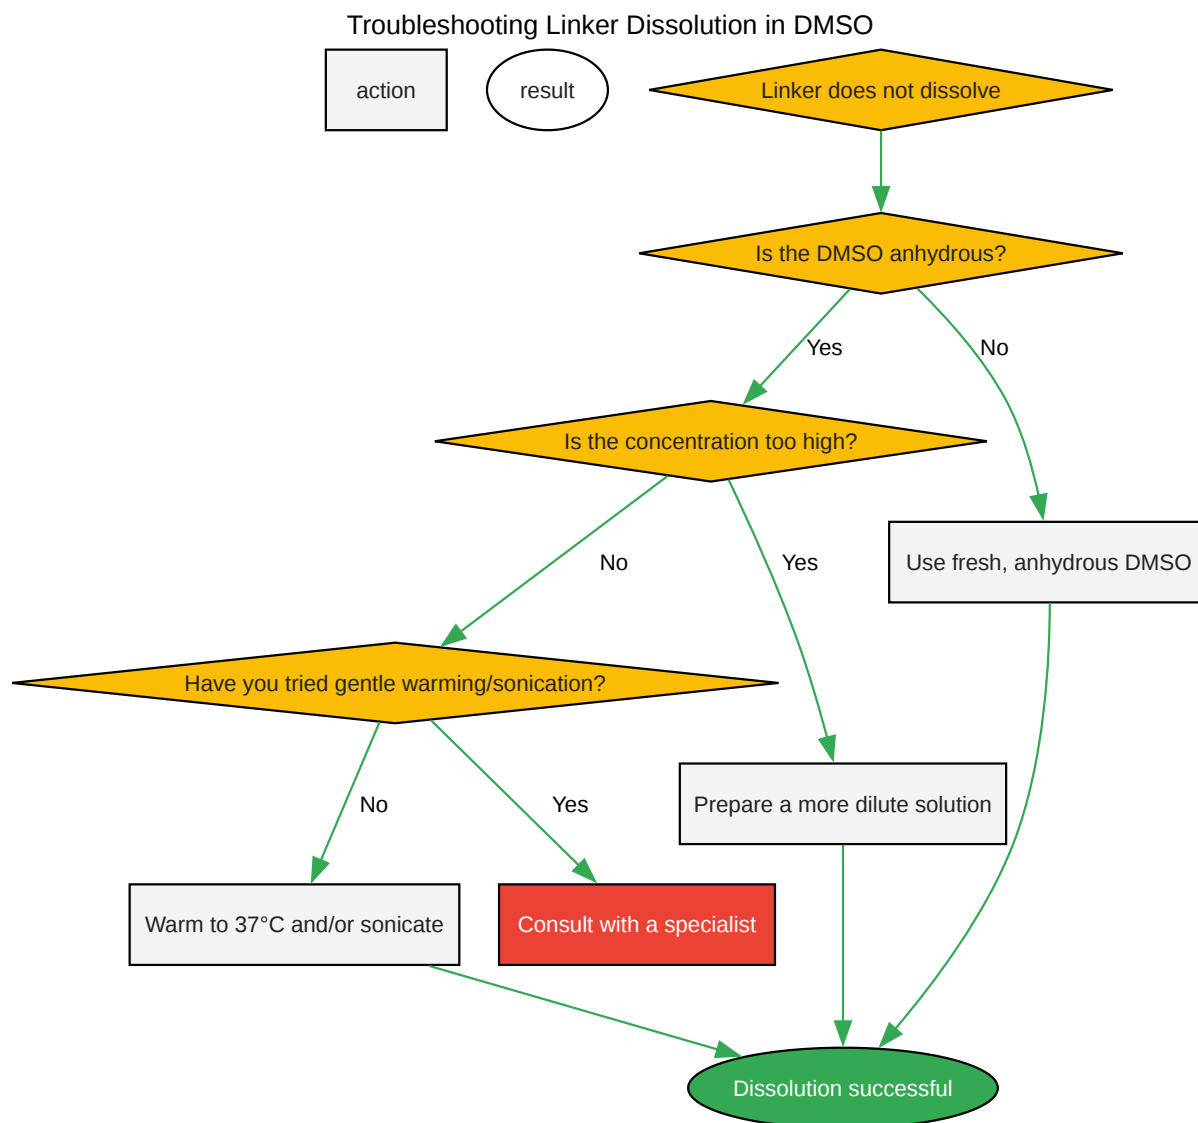 Troubleshooting Linker Dissolution in DMSO
action
result
Linker does not dissolve
Is the DMSO anhydrous?
Yes
No
Is the concentration too high?
No
Yes
Use fresh, anhydrous DMSO
Have you tried gentle warming/sonication?
No
Yes
Prepare a more dilute solution
Warm to 37°C and/or sonicate
Consult with a specialist
Dissolution successful